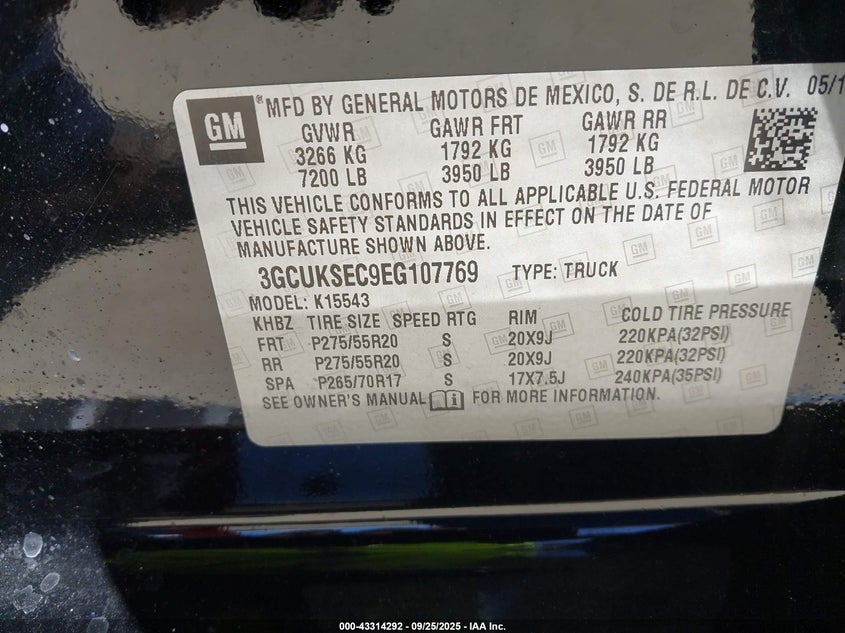 GM ® MFD BY GENERAL MOTORS DE MEXICO, S. DE R.L. DE C.V. 05/1
GVWR GAWR FRT GAWR RR
3266 KG 1792 KG 1792 KG
7200 LB 3950 LB 3950 LB
THIS VEHICLE CONFORMS TO ALL APPLICABLE U.S. FEDERAL MOTOR
VEHICLE SAFETY STANDARDS IN EFFECT ON THE DATE OF
MANUFACTURE SHOWN ABOVE.
3GCUKSEC9EG107769 TYPE: TRUCK
MODEL: K15543
KHBZ TIRE SIZE SPEED RTG RIM COLD TIRE PRESSURE
FRT P275/55R20 S 20X9J 220KPA(32PSI)
RR P275/55R20 S 20X9J 220KPA(32PSI)
SPA P265/70R17 S 17X7.5J 240KPA(35PSI)
SEE OWNER'S MANUAL FOR MORE INFORMATION.
000-43314292 - 09/25/2025 - IAA Inc.